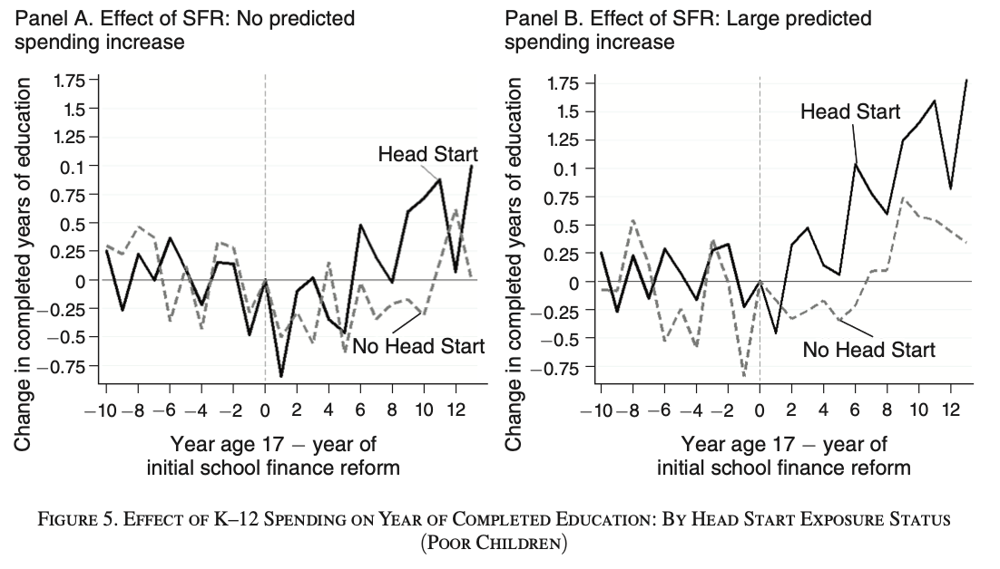 Panel A. Effect of SFR: No predicted
spending increase
Change in completed years of education
1.75
1.5
1.25
0.1
0.75
0.5
0.25
0
−0.25
−0.5
−0.75
Head Start
No Head Start
−10 −8 −6 −4 −2 0 2 4 6 8 10 12
Year age 17 − year of
initial school finance reform
Panel B. Effect of SFR: Large predicted
spending increase
Change in completed years of education
1.75
1.5
1.25
0.1
0.75
0.5
0.25
0
−0.25
−0.5
−0.75
Head Start
No Head Start
−10 −8 −6 −4 −2 0 2 4 6 8 10 12
Year age 17 − year of
initial school finance reform
Figure 5. Effect of K–12 Spending on Year of Completed Education: By Head Start Exposure Status
(Poor Children)